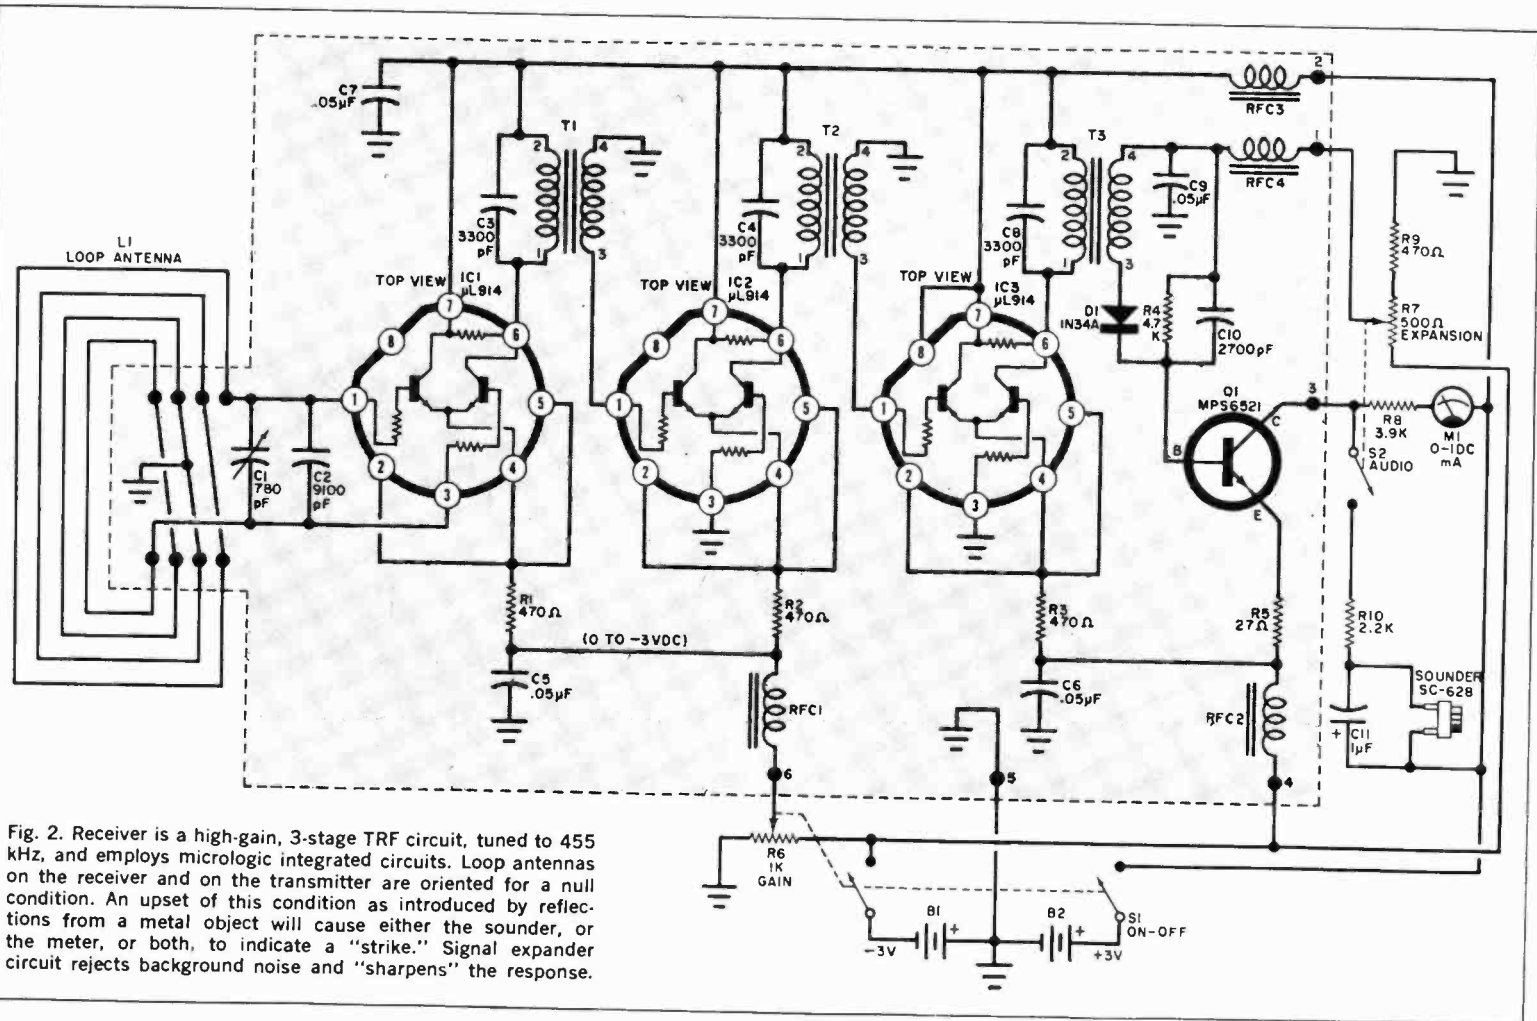 C7
.05µF
T1
T2
T3
2
4
1
3
2
4
1
3
2
4
1
3
C3
3300
pF
C4
3300
pF
C8
3300
pF
RFC3
2
RFC4
1
C9
.05µF
R9
470Ω
R7
500Ω
EXPANSION
L1
LOOP ANTENNA
TOP VIEW
IC1
µL914
TOP VIEW
IC2
µL914
TOP VIEW
IC3
µL914
D1
1N34A
R4
4.7
K
C10
2700pF
7
8
6
1
5
2
4
3
7
8
6
1
5
2
4
3
7
8
6
1
5
2
4
3
C1
780
pF
C2
9100
pF
Q1
MPS6521
B
C
E
3
R8
3.9K
M1
0-1DC
mA
S2
AUDIO
R1
470Ω
R2
470Ω
R3
470Ω
R5
27Ω
R10
2.2K
(0 TO -3VDC)
C5
.05µF
RFC1
C6
.05µF
RFC2
SOUNDER
SC-628
+
C11
1µF
6
5
4
R6
1K
GAIN
B1
+
-3V
B2
+
+3V
S1
ON-OFF
Fig. 2. Receiver is a high-gain, 3-stage TRF circuit, tuned to 455
kHz, and employs micrologic integrated circuits. Loop antennas
on the receiver and on the transmitter are oriented for a null
condition. An upset of this condition as introduced by reflec-
tions from a metal object will cause either the sounder, or
the meter, or both, to indicate a "strike." Signal expander
circuit rejects background noise and "sharpens" the response.